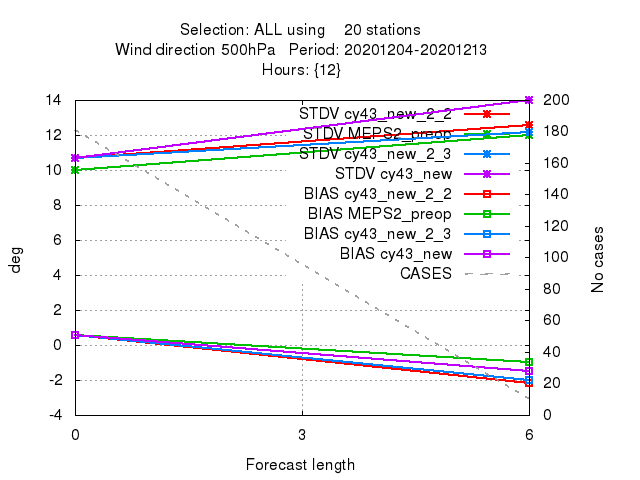 Selection: ALL using 20 stations
Wind direction 500hPa Period: 20201204-20201213
Hours: {12}
14 STDV cy43_new_2_2 200
12 STDV MEPS2_preop 180
STDV cy43_new_2_3 160
10 STDV cy43_new
BIAS cy43_new_2_2 140
8 BIAS MEPS2_preop 120
6 BIAS cy43_new_2_3
BIAS cy43_new 100
4 CASES 80
2 60
0 40
-2 20
-4 0
0 3 6
deg
No cases
Forecast length